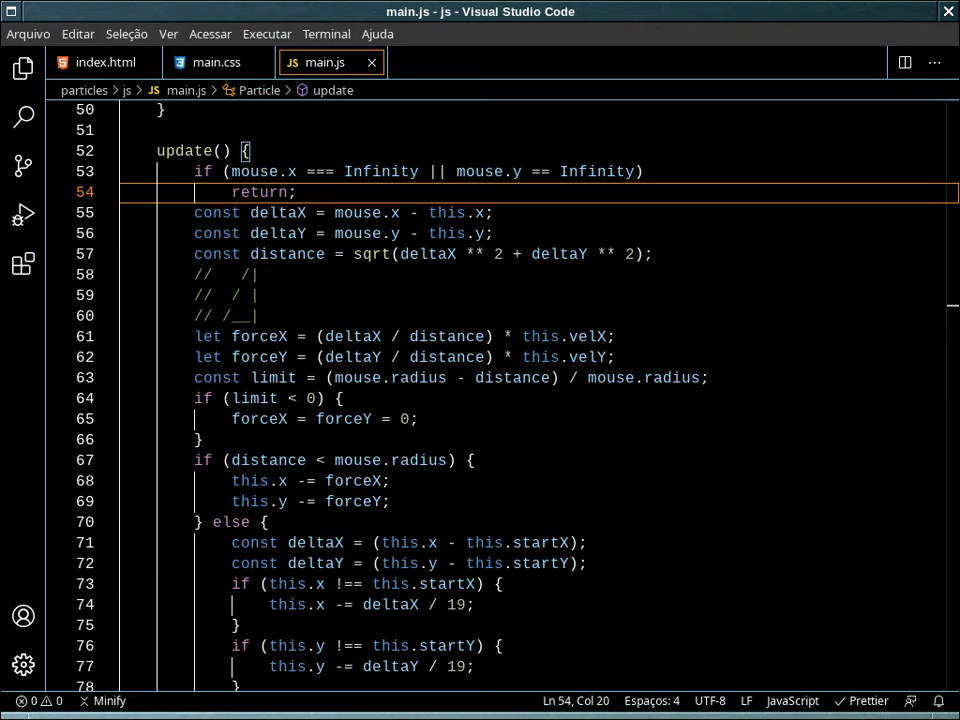 main.js - js - Visual Studio Code
Arquivo Editar Seleção Ver Acessar Executar Terminal Ajuda
index.html main.css JS main.js
particles > js > JS main.js > Particle > update
50 }
51
52 update() {
53 if (mouse.x === Infinity || mouse.y == Infinity)
54 return;
55 const deltaX = mouse.x - this.x;
56 const deltaY = mouse.y - this.y;
57 const distance = sqrt(deltaX ** 2 + deltaY ** 2);
58 //   /|
59 //  / |
60 // /__|
61 let forceX = (deltaX / distance) * this.velX;
62 let forceY = (deltaY / distance) * this.velY;
63 const limit = (mouse.radius - distance) / mouse.radius;
64 if (limit < 0) {
65 forceX = forceY = 0;
66 }
67 if (distance < mouse.radius) {
68 this.x -= forceX;
69 this.y -= forceY;
70 } else {
71 const deltaX = (this.x - this.startX);
72 const deltaY = (this.y - this.startY);
73 if (this.x !== this.startX) {
74 this.x -= deltaX / 19;
75 }
76 if (this.y !== this.startY) {
77 this.y -= deltaY / 19;
78 }
0 0 Minify Ln 54, Col 20 Espaços: 4 UTF-8 LF JavaScript Prettier